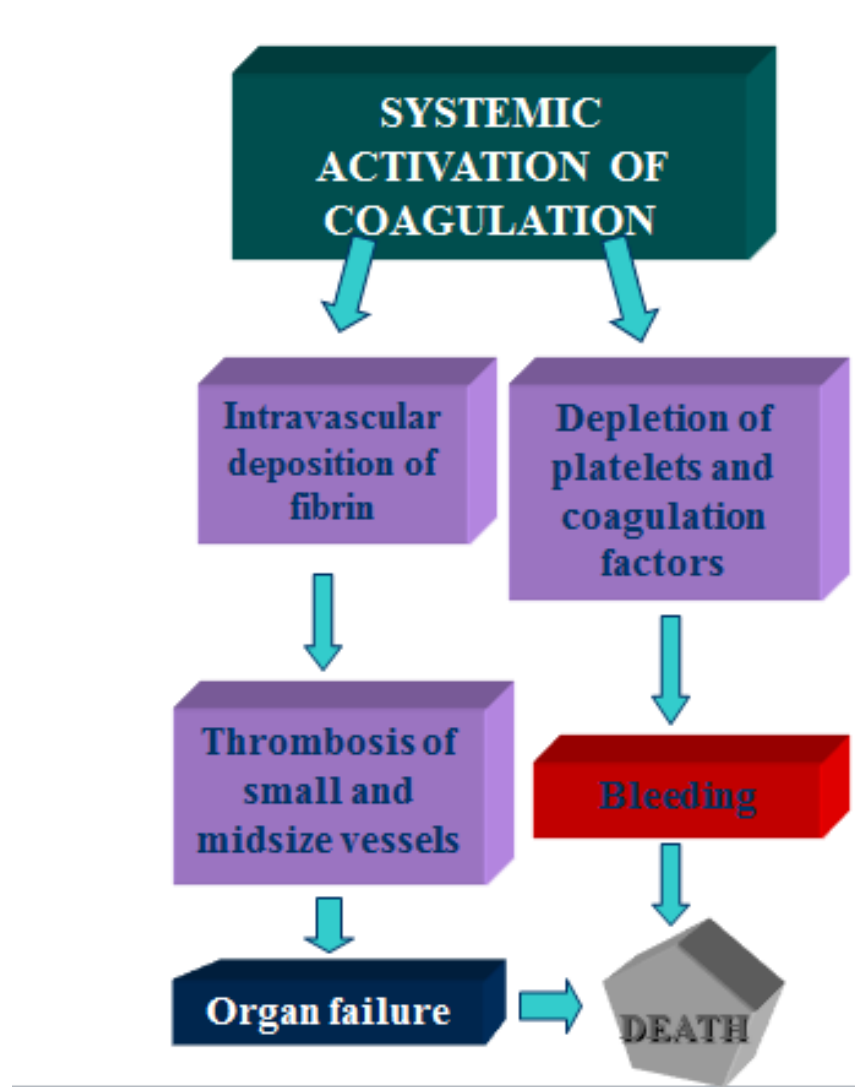 SYSTEMIC
ACTIVATION OF
COAGULATION
Intravascular
deposition of
fibrin
Depletion of
platelets and
coagulation
factors
Thrombosis of
small and
midsize vessels
Bleeding
Organ failure
DEATH